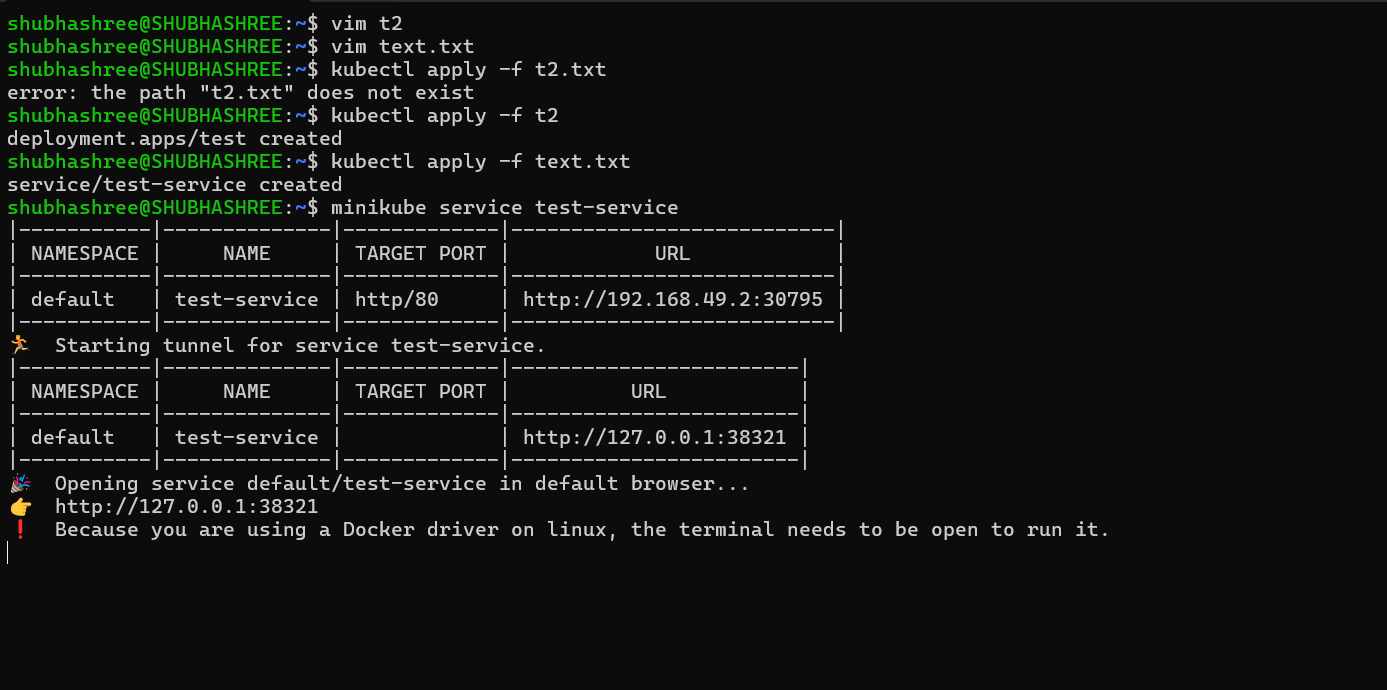 shubhashree@SHUBHASHREE:~$ vim t2
shubhashree@SHUBHASHREE:~$ vim text.txt
shubhashree@SHUBHASHREE:~$ kubectl apply -f t2.txt
error: the path "t2.txt" does not exist
shubhashree@SHUBHASHREE:~$ kubectl apply -f t2
deployment.apps/test created
shubhashree@SHUBHASHREE:~$ kubectl apply -f text.txt
service/test-service created
shubhashree@SHUBHASHREE:~$ minikube service test-service
|-----------|--------------|-------------|---------------------------|
| NAMESPACE |     NAME     | TARGET PORT |            URL            |
|-----------|--------------|-------------|---------------------------|
| default   | test-service | http/80     | http://192.168.49.2:30795 |
|-----------|--------------|-------------|---------------------------|
🏃  Starting tunnel for service test-service.
|-----------|--------------|-------------|------------------------|
| NAMESPACE |     NAME     | TARGET PORT |          URL           |
|-----------|--------------|-------------|------------------------|
| default   | test-service |             | http://127.0.0.1:38321 |
|-----------|--------------|-------------|------------------------|
🎉  Opening service default/test-service in default browser...
👉  http://127.0.0.1:38321
❗  Because you are using a Docker driver on linux, the terminal needs to be open to run it.